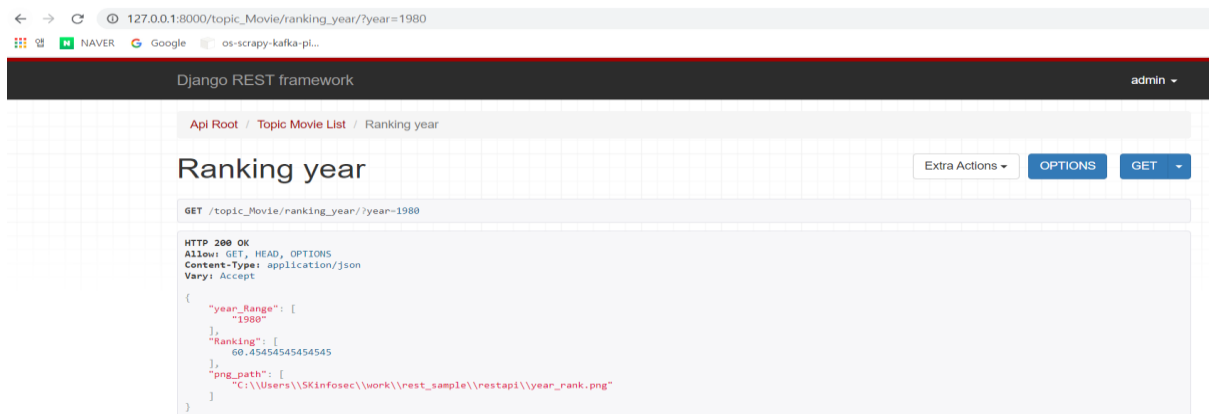 127.0.0.1:8000/topic_Movie/ranking_year/?year=1980
앱 N NAVER G Google os-scrapy-kafka-pi...
Django REST framework admin
Api Root / Topic Movie List / Ranking year
Ranking year Extra Actions OPTIONS GET
GET /topic_Movie/ranking_year/?year=1980
HTTP 200 OK
Allow: GET, HEAD, OPTIONS
Content-Type: application/json
Vary: Accept
{
"year_Range": [
"1980"
],
"Ranking": [
60.45454545454545
],
"png_path": [
"C:\\Users\\SKinfosec\\work\\rest_sample\\restapi\\year_rank.png"
]
}